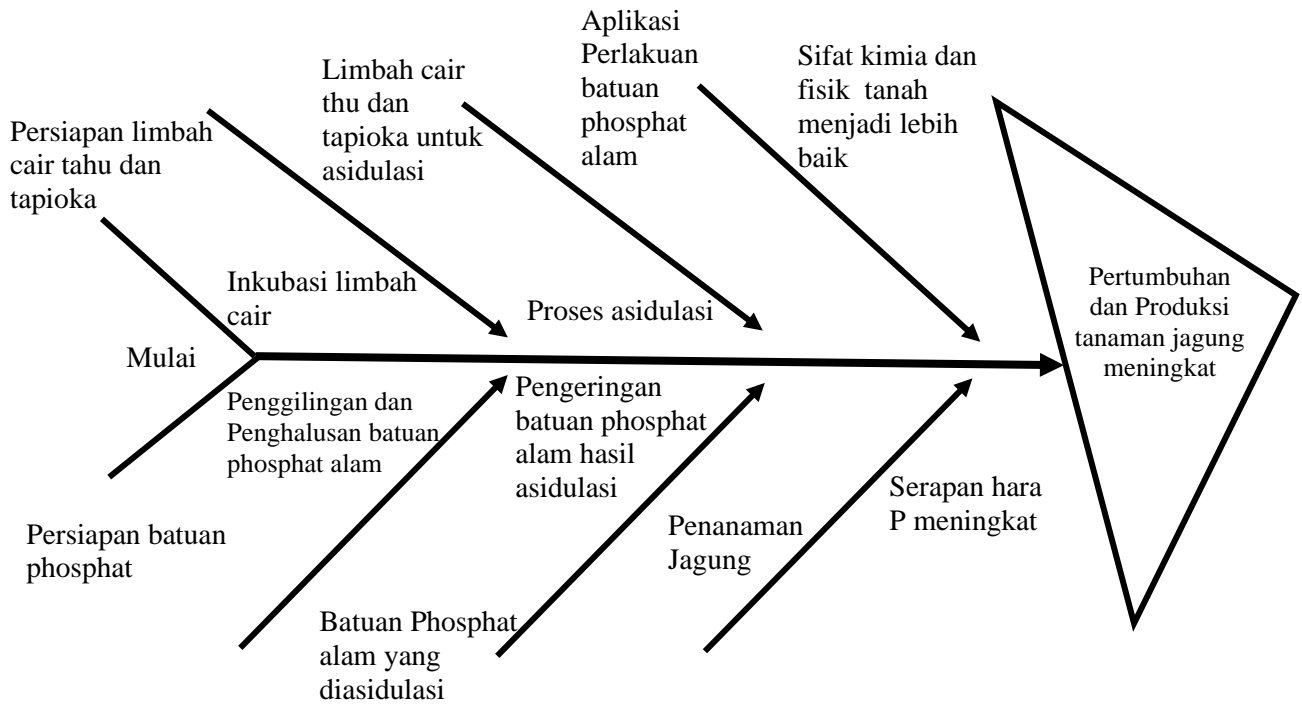 Persiapan limbah
cair tahu dan
tapioka
Limbah cair
thu dan
tapioka untuk
asidulasi
Aplikasi
Perlakuan
batuan
phosphat
alam
Sifat kimia dan
fisik tanah
menjadi lebih
baik
Inkubasi limbah
cair
Proses asidulasi
Mulai
Pertumbuhan
dan Produksi
tanaman jagung
meningkat
Penggilingan dan
Penghalusan batuan
phosphat alam
Pengeringan
batuan phosphat
alam hasil
asidulasi
Persiapan batuan
phosphat
Batuan Phosphat
alam yang
diasidulasi
Penanaman
Jagung
Serapan hara
P meningkat